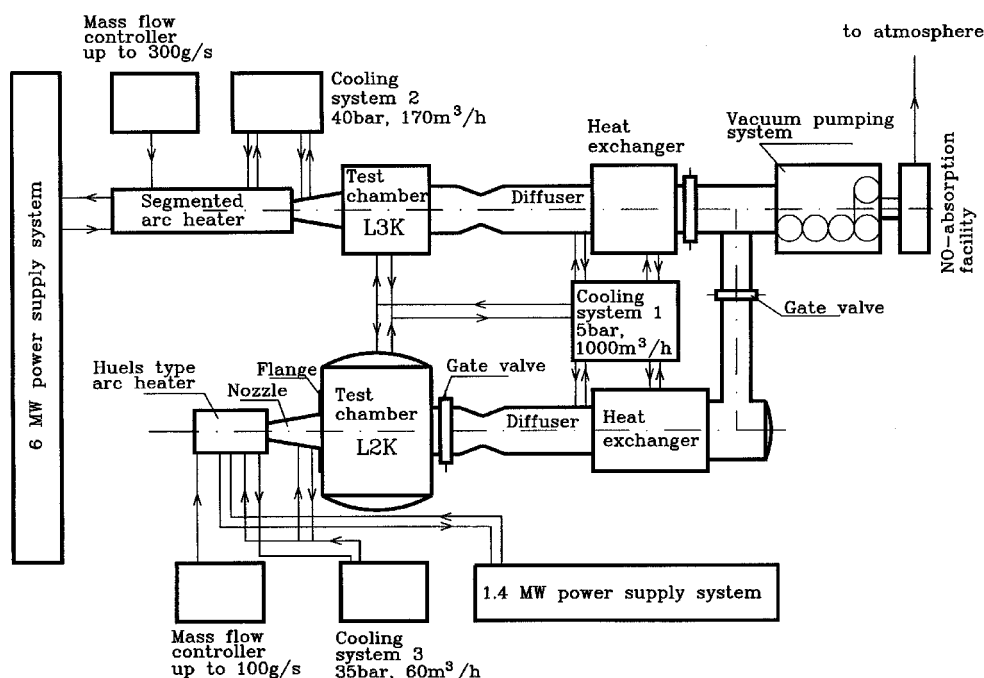 Mass flow
controller
up to 300g/s
Cooling
system 2
40bar, 170m³/h
to atmosphere
Vacuum pumping
system
Heat
exchanger
Test
chamber
L3K
Segmented
arc heater
Diffuser
6 MW power supply system
NO-absorption
facility
Cooling
system 1
5bar,
1000m³/h
Gate valve
Huels type
arc heater
Flange
Nozzle
Gate valve
Test
chamber
L2K
Diffuser
Heat
exchanger
1.4 MW power supply system
Mass flow
controller
up to 100g/s
Cooling
system 3
35bar, 60m³/h